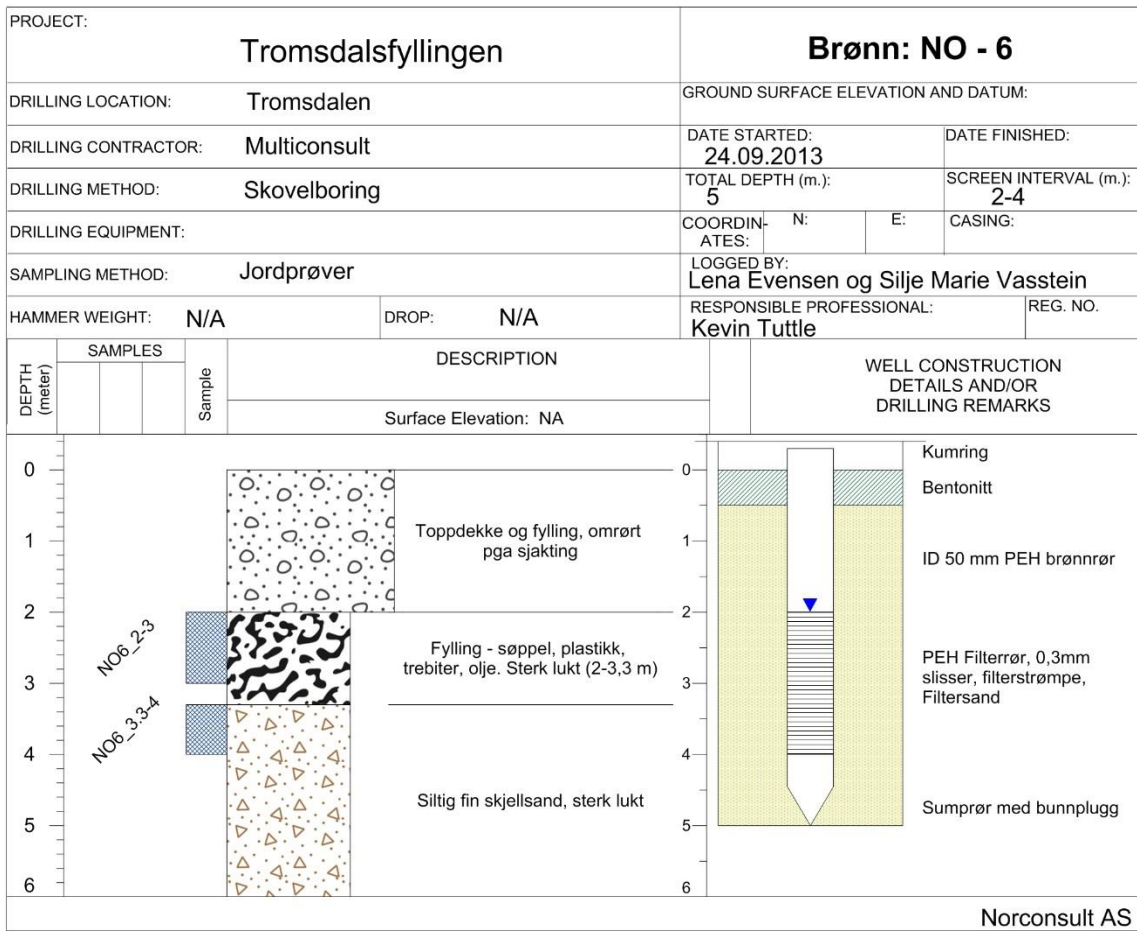 PROJECT:
Tromsdalsfyllingen
Brønn: NO - 6
DRILLING LOCATION:
Tromsdalen
GROUND SURFACE ELEVATION AND DATUM:
DRILLING CONTRACTOR:
Multiconsult
DATE STARTED:
24.09.2013
DATE FINISHED:
DRILLING METHOD:
Skovelboring
TOTAL DEPTH (m.):
5
SCREEN INTERVAL (m.):
2-4
DRILLING EQUIPMENT:
COORDIN-
ATES:
N:
E:
CASING:
SAMPLING METHOD:
Jordprøver
LOGGED BY:
Lena Evensen og Silje Marie Vasstein
HAMMER WEIGHT:
N/A
DROP:
N/A
RESPONSIBLE PROFESSIONAL:
Kevin Tuttle
REG. NO.
DEPTH
(meter)
SAMPLES
Sample
DESCRIPTION
Surface Elevation: NA
WELL CONSTRUCTION
DETAILS AND/OR
DRILLING REMARKS
0
1
2
3
4
5
6
NO6_2-3
NO6_3.3-4
Toppdekke og fylling, omrørt
pga sjakting
Fylling - søppel, plastikk,
trebiter, olje. Sterk lukt (2-3,3 m)
Siltig fin skjellsand, sterk lukt
0
1
2
3
4
5
6
Kumring
Bentonitt
ID 50 mm PEH brønnrør
PEH Filterrør, 0,3mm
slisser, filterstrømpe,
Filtersand
Sumprør med bunnplugg
Norconsult AS